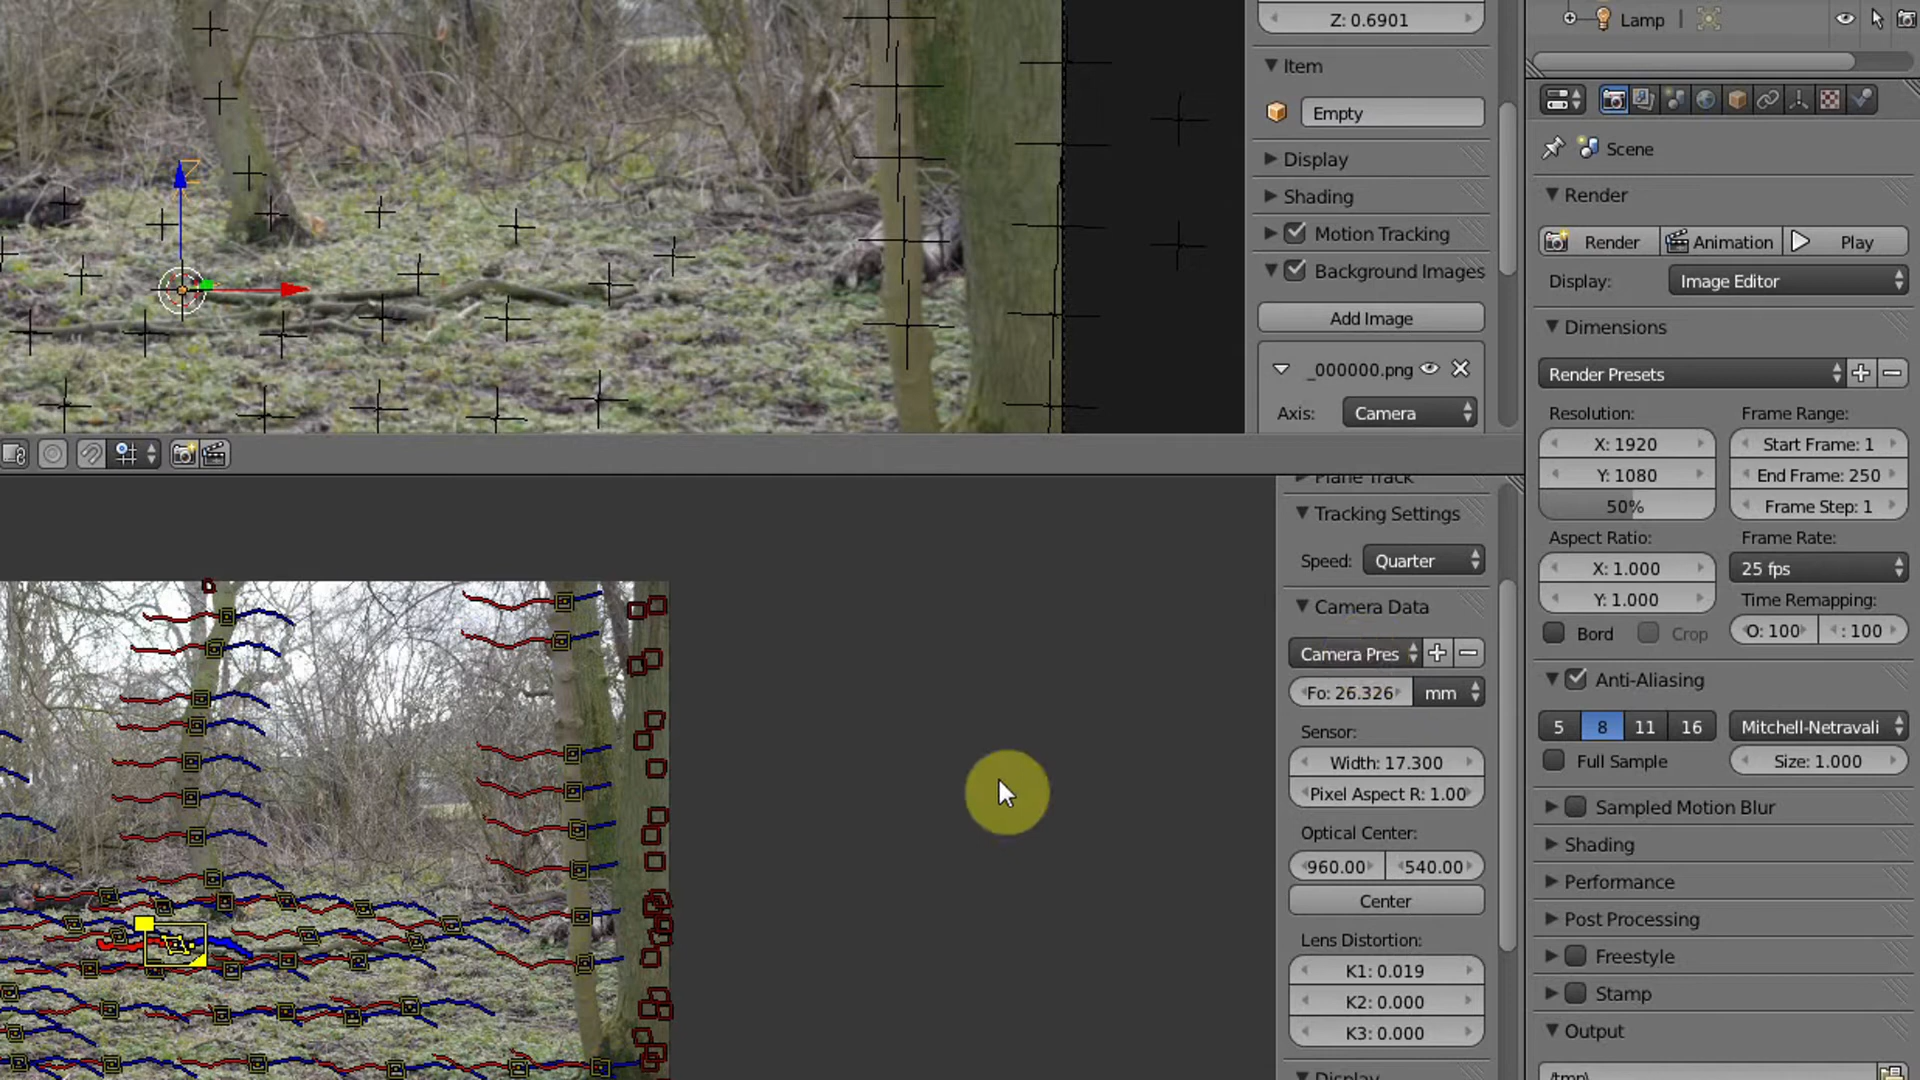 Z: 0.6901
Item
Empty
Display
Shading
Motion Tracking
Background Images
Add Image
_000000.png
Axis:
Camera
Tracking Settings
Speed:
Quarter
Camera Data
Camera Pres
Fo: 26.326
mm
Sensor:
Width: 17.300
Pixel Aspect R: 1.00
Optical Center:
960.00
540.00
Center
Lens Distortion:
K1: 0.019
K2: 0.000
K3: 0.000
Display
Lamp
Scene
Render
Render
Animation
Play
Display:
Image Editor
Dimensions
Render Presets
Resolution:
Frame Range:
X: 1920
Start Frame: 1
Y: 1080
End Frame: 250
50%
Frame Step: 1
Aspect Ratio:
Frame Rate:
X: 1.000
25 fps
Y: 1.000
Time Remapping:
Bord
Crop
O: 100
: 100
Anti-Aliasing
5
8
11
16
Mitchell-Netravali
Full Sample
Size: 1.000
Sampled Motion Blur
Shading
Performance
Post Processing
Freestyle
Stamp
Output
/tmp\